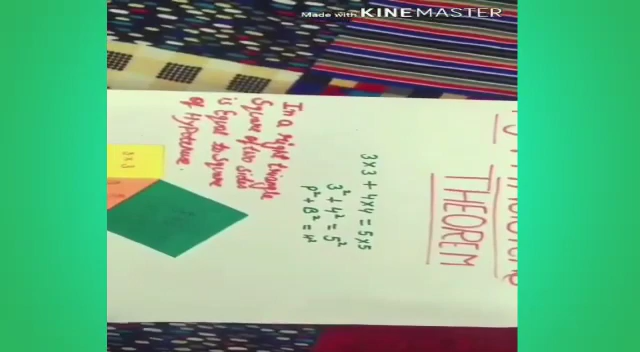 Made with KINEMASTER
THEOREM
3x3 + 4x4 = 5x5
3² + 4² = 5²
P² + B² = H²
In a right triangle
Square of two sides
is Equal to Square
of Hypotenuse.
3x3